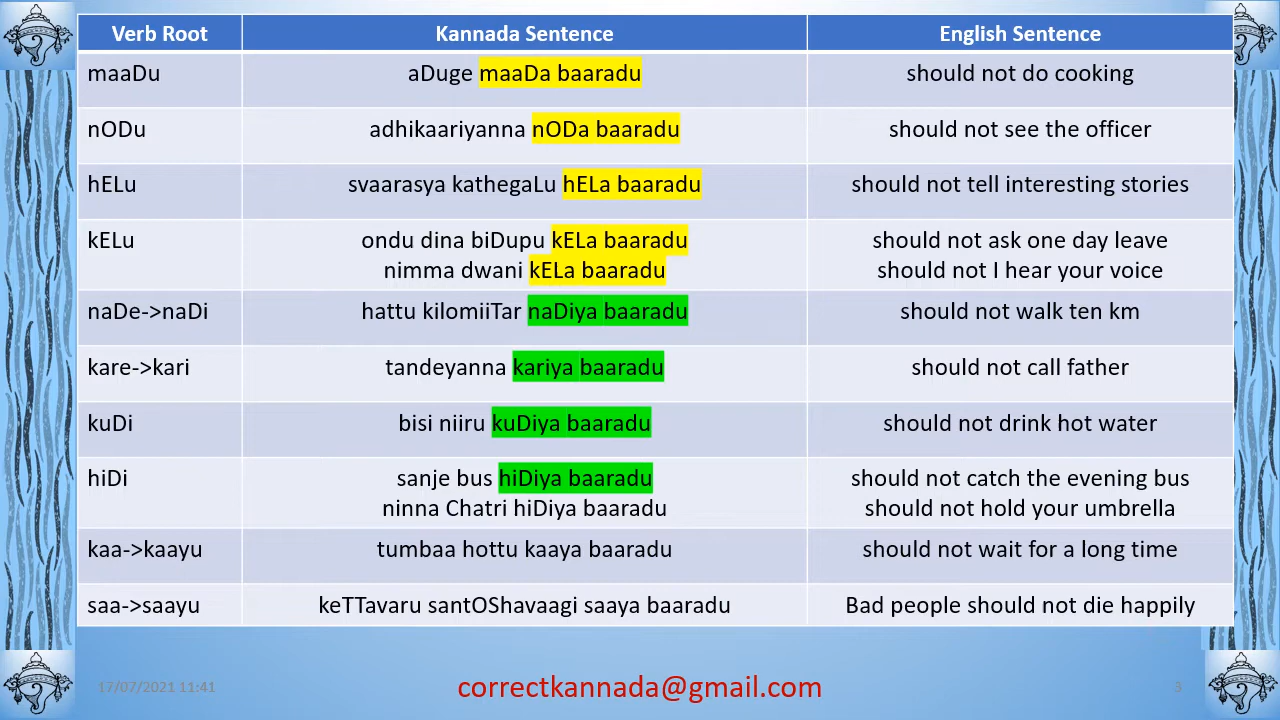 Verb Root Kannada Sentence English Sentence
maaDu aDuge maaDa baaradu should not do cooking
nODu adhikaariyanna nODa baaradu should not see the officer
hELu svaarasya kathegaLu hELa baaradu should not tell interesting stories
kELu ondu dina biDupu kELa baaradu should not ask one day leave
nimma dwani kELa baaradu should not I hear your voice
naDe->naDi hattu kilomiiTar naDiya baaradu should not walk ten km
kare->kari tandeyanna kariya baaradu should not call father
kuDi bisi niiru kuDiya baaradu should not drink hot water
hiDi sanje bus hiDiya baaradu should not catch the evening bus
ninna Chatri hiDiya baaradu should not hold your umbrella
kaa->kaayu tumbaa hottu kaaya baaradu should not wait for a long time
saa->saayu keTTavaru santOShavaagi saaya baaradu Bad people should not die happily
17/07/2021 11:41 correctkannada@gmail.com 3